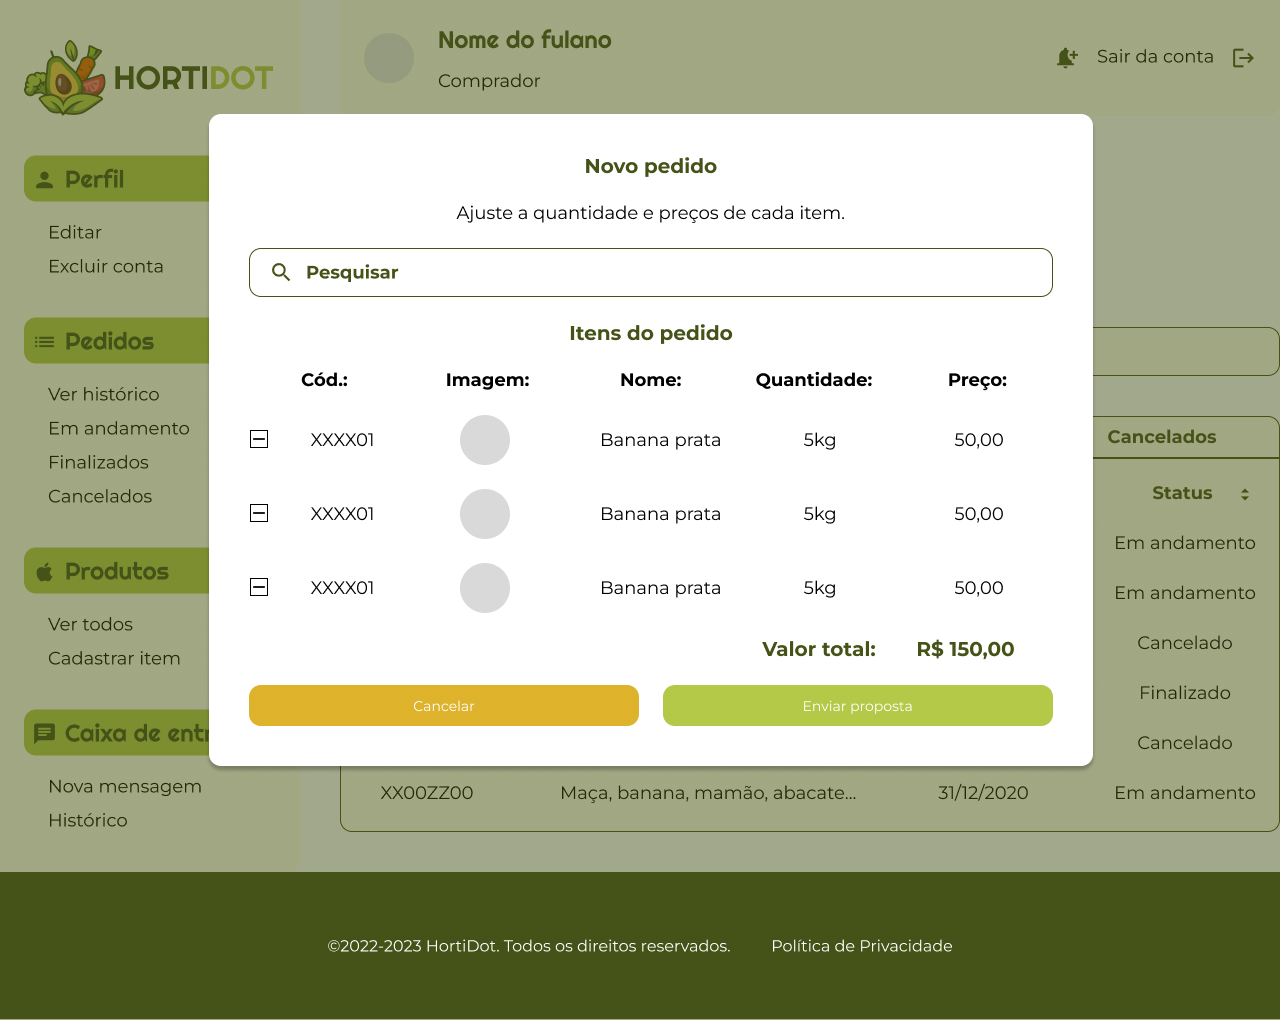 HORTIDOT
Nome do fulano
Comprador
Sair da conta
Perfil
Editar
Excluir conta
Pedidos
Ver histórico
Em andamento
Finalizados
Cancelados
Produtos
Ver todos
Cadastrar item
Caixa de entr
Nova mensagem
Histórico
Novo pedido
Ajuste a quantidade e preços de cada item.
Pesquisar
Itens do pedido
Cód.: Imagem: Nome: Quantidade: Preço:
XXXX01 Banana prata 5kg 50,00
XXXX01 Banana prata 5kg 50,00
XXXX01 Banana prata 5kg 50,00
Valor total: R$ 150,00
Cancelar Enviar proposta
Cancelados
Status
Em andamento
Em andamento
Cancelado
Finalizado
Cancelado
XX00ZZ00 Maça, banana, mamão, abacate... 31/12/2020 Em andamento
©2022-2023 HortiDot. Todos os direitos reservados. Política de Privacidade